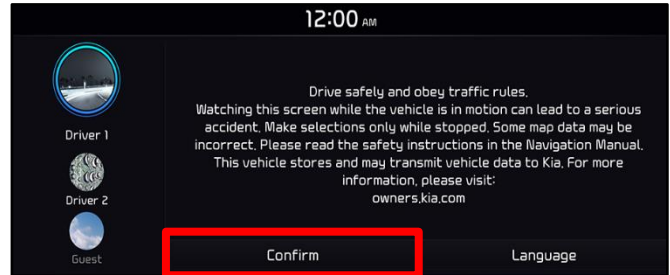 12:00 AM
Driver 1
Driver 2
Guest
Drive safely and obey traffic rules.
Watching this screen while the vehicle is in motion can lead to a serious
accident. Make selections only while stopped. Some map data may be
incorrect. Please read the safety instructions in the Navigation Manual.
This vehicle stores and may transmit vehicle data to Kia. For more
information, please visit:
owners.kia.com
Confirm
Language